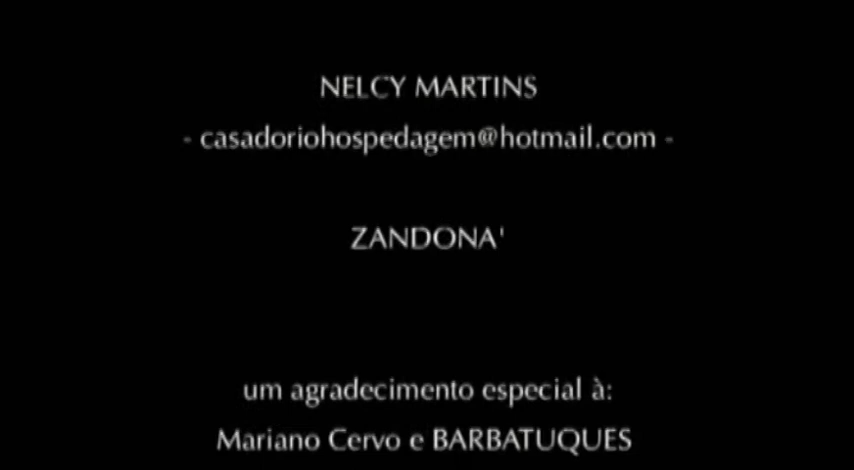 NELCY MARTINS
- casadoriohospedagem@hotmail.com -
ZANDONA'
um agradecimento especial à:
Mariano Cervo e BARBATUQUES